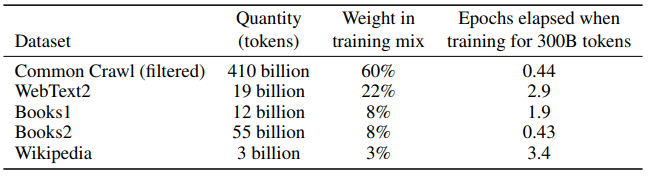 Quantity Weight in Epochs elapsed when
Dataset (tokens) training mix training for 300B tokens
Common Crawl (filtered) 410 billion 60% 0.44
WebText2 19 billion 22% 2.9
Books1 12 billion 8% 1.9
Books2 55 billion 8% 0.43
Wikipedia 3 billion 3% 3.4